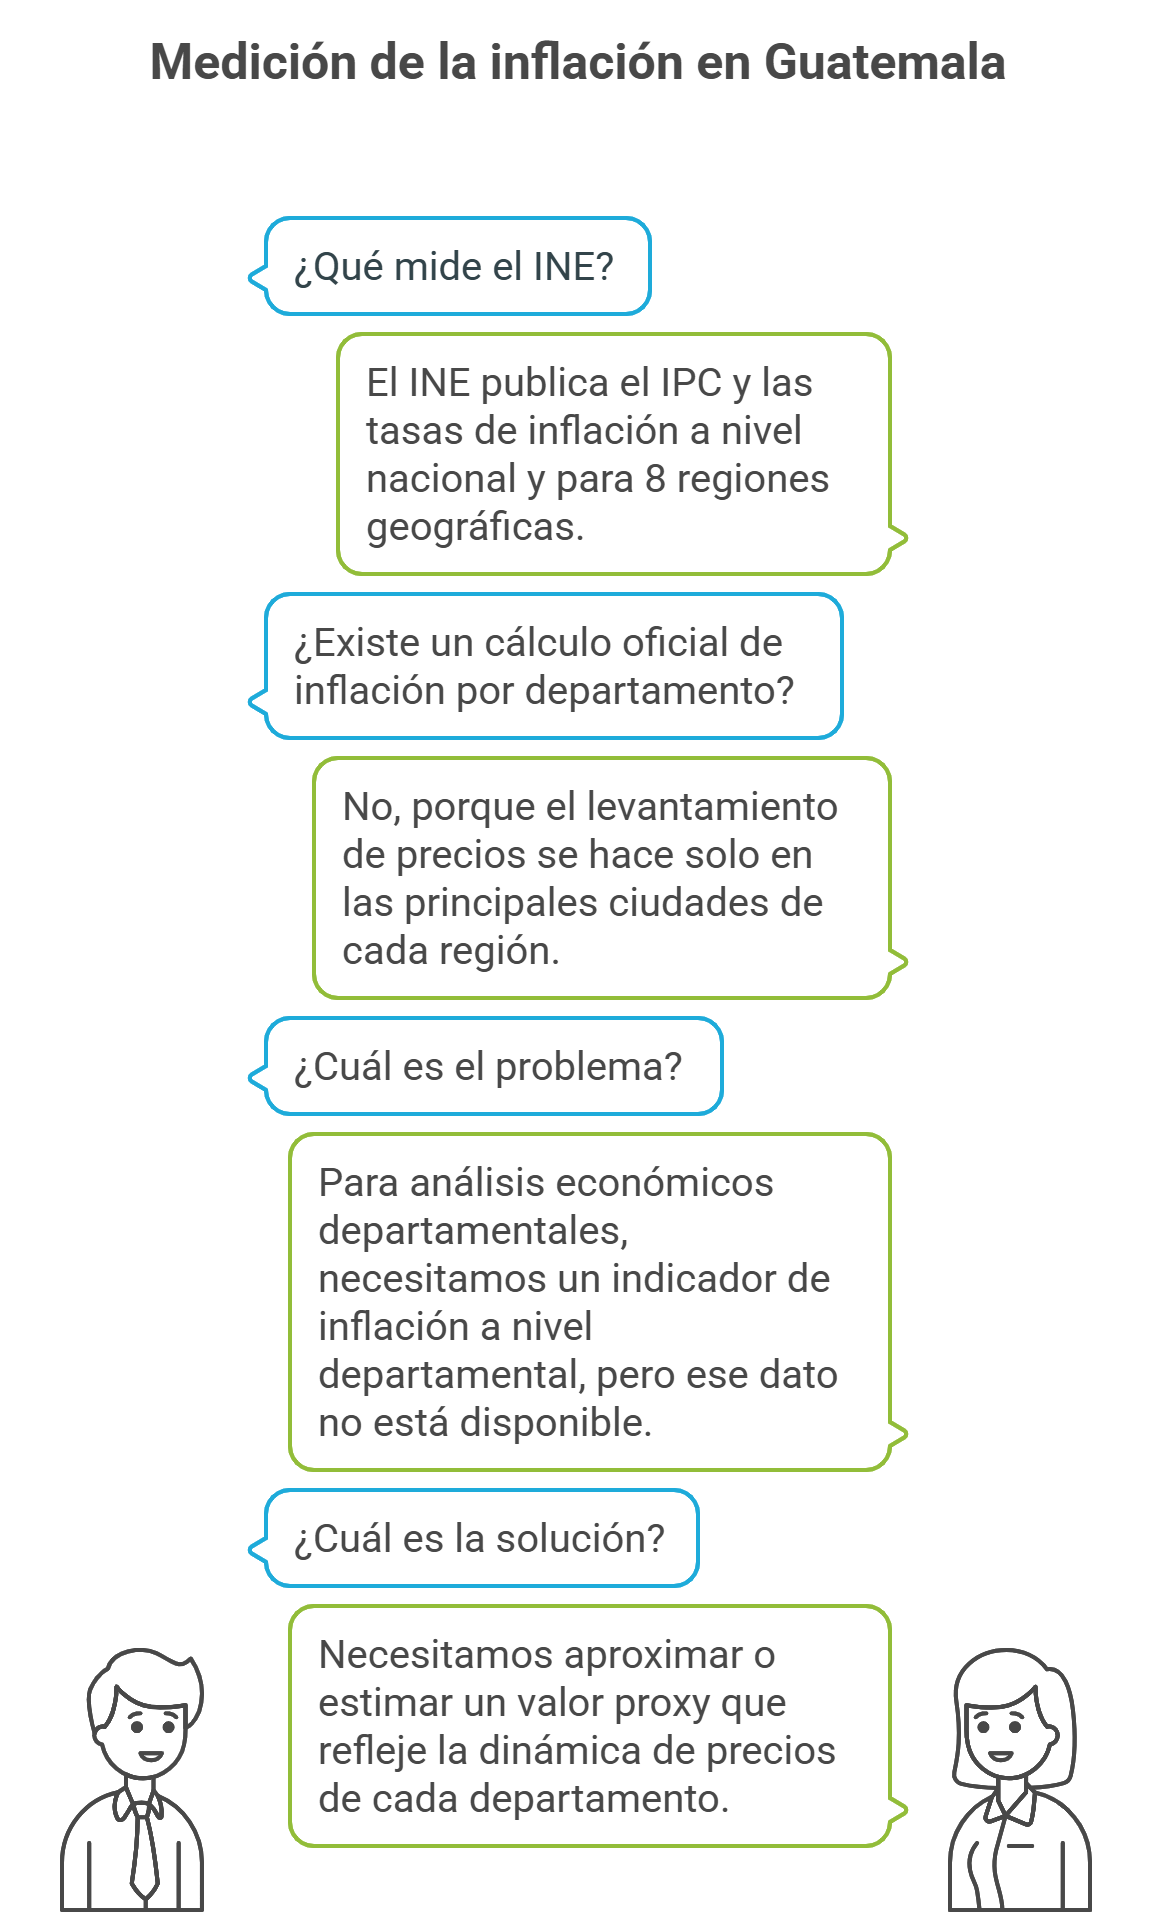 Medición de la inflación en Guatemala
¿Qué mide el INE?
El INE publica el IPC y las
tasas de inflación a nivel
nacional y para 8 regiones
geográficas.
¿Existe un cálculo oficial de
inflación por departamento?
No, porque el levantamiento
de precios se hace solo en
las principales ciudades de
cada región.
¿Cuál es el problema?
Para análisis económicos
departamentales,
necesitamos un indicador de
inflación a nivel
departamental, pero ese dato
no está disponible.
¿Cuál es la solución?
Necesitamos aproximar o
estimar un valor proxy que
refleje la dinámica de precios
de cada departamento.